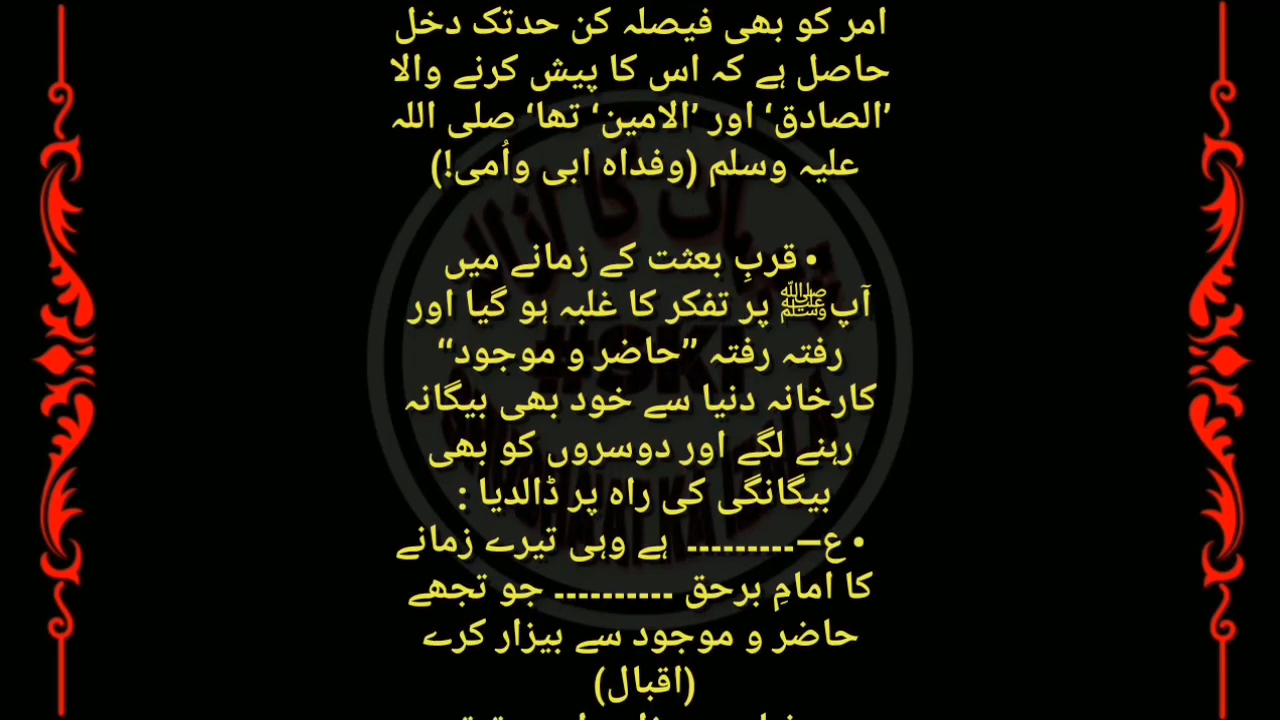 امر کو بھی فیصلہ کن حدتک دخل
حاصل ہے کہ اس کا پیش کرنے والا
’الصادق‘ اور ’الامین‘ تھا‘ صلی اللہ
علیہ وسلم (وفداہ ابی واُمی!)
• قربِ بعثت کے زمانے میں
آپﷺ پر تفکر کا غلبہ ہو گیا اور
رفتہ رفتہ ”حاضر و موجود“
کارخانہ دنیا سے خود بھی بیگانہ
رہنے لگے اور دوسروں کو بھی
بیگانگی کی راہ پر ڈالدیا :
• ع–--------- ہے وہی تیرے زمانے
کا امامِ برحق ---------- جو تجھے
حاضر و موجود سے بیزار کرے
(اقبال)